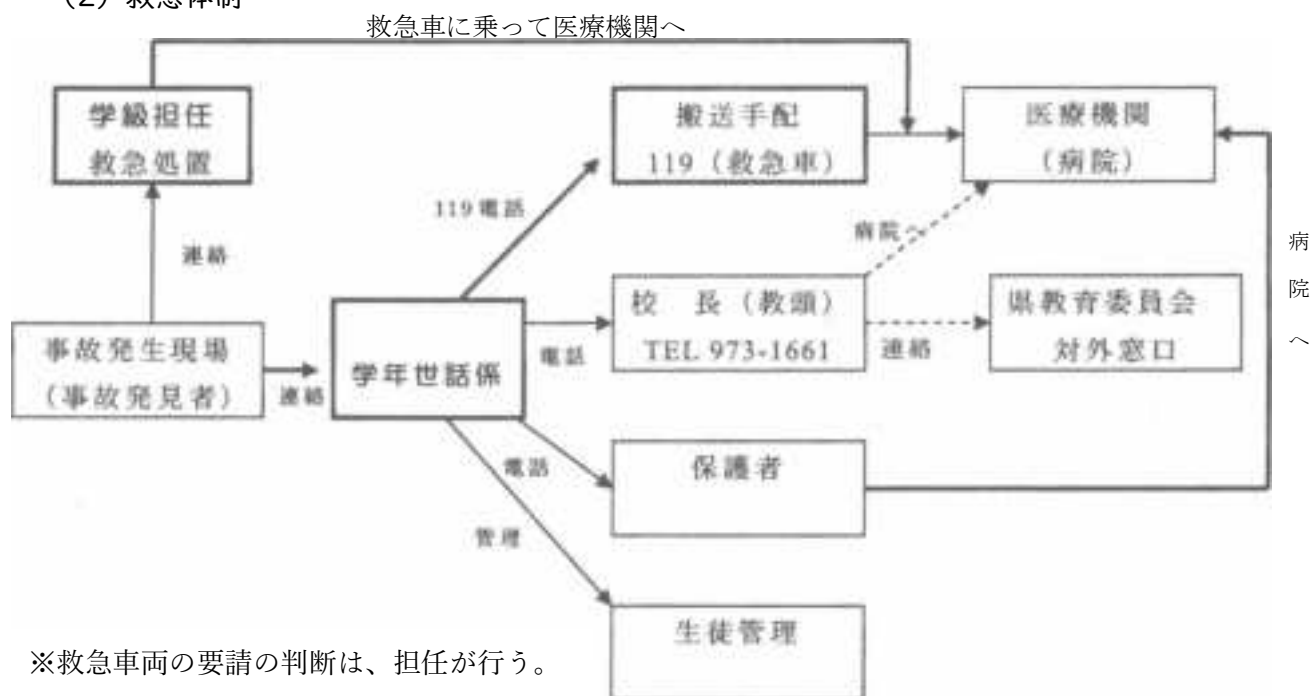 (2) 救急体制
救急車に乗って医療機関へ
学級担任
救急処置
搬送手配
119（救急車）
医療機関
（病院）
119電話
病院へ
連絡
病院へ
校　長（教頭）
TEL 973-1661
県教育委員会
対外窓口
事故発生現場
（事故発見者）
連絡
学年世話係
電話
連絡
電話
保護者
管理
生徒管理
※救急車両の要請の判断は、担任が行う。